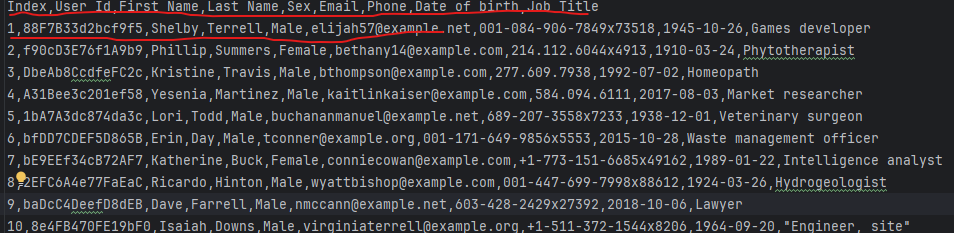 Index,User Id,First Name,Last Name,Sex,Email,Phone,Date of birth,Job Title
1,88F7B33d2bcf9f5,Shelby,Terrell,Male,elijah57@example.net,001-084-906-7849x73518,1945-10-26,Games developer
2,f90cD3E76f1A9b9,Phillip,Summers,Female,bethany14@example.com,214.112.6044x4913,1910-03-24,Phytotherapist
3,DbeAb8CcdfeFC2c,Kristine,Travis,Male,bthompson@example.com,277.609.7938,1992-07-02,Homeopath
4,A31Bee3c201ef58,Yesenia,Martinez,Male,kaitlinkaiser@example.com,584.094.6111,2017-08-03,Market researcher
5,1bA7A3dc874da3c,Lori,Todd,Male,buchananmanuel@example.net,689-207-3558x7233,1938-12-01,Veterinary surgeon
6,bfDD7CDEF5D865B,Erin,Day,Male,tconner@example.org,001-171-649-9856x5553,2015-10-28,Waste management officer
7,bE9EEf34cB72AF7,Katherine,Buck,Female,conniecowan@example.com,+1-773-151-6685x49162,1989-01-22,Intelligence analyst
8,2EFC6A4e77FaEaC,Ricardo,Hinton,Male,wyattbishop@example.com,001-447-699-7998x88612,1924-03-26,Hydrogeologist
9,baDcC4DeefD8dEB,Dave,Farrell,Male,nmccann@example.net,603-428-2429x27392,2018-10-06,Lawyer
10,8e4FB470FE19bF0,Isaiah,Downs,Male,virginiaterrell@example.org,+1-511-372-1544x8206,1964-09-20,"Engineer, site"